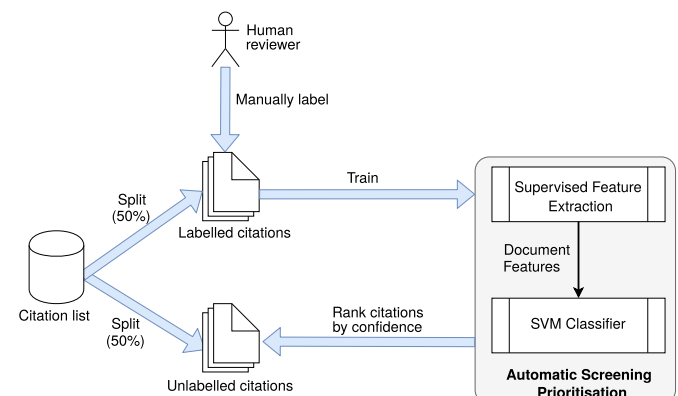 Human
reviewer
Manually label
Train
Split
(50%)
Labelled citations
Supervised Feature
Extraction
Document
Features
Citation list
Split
(50%)
Rank citations
by confidence
SVM Classifier
Unlabelled citations
Automatic Screening
Prioritisation